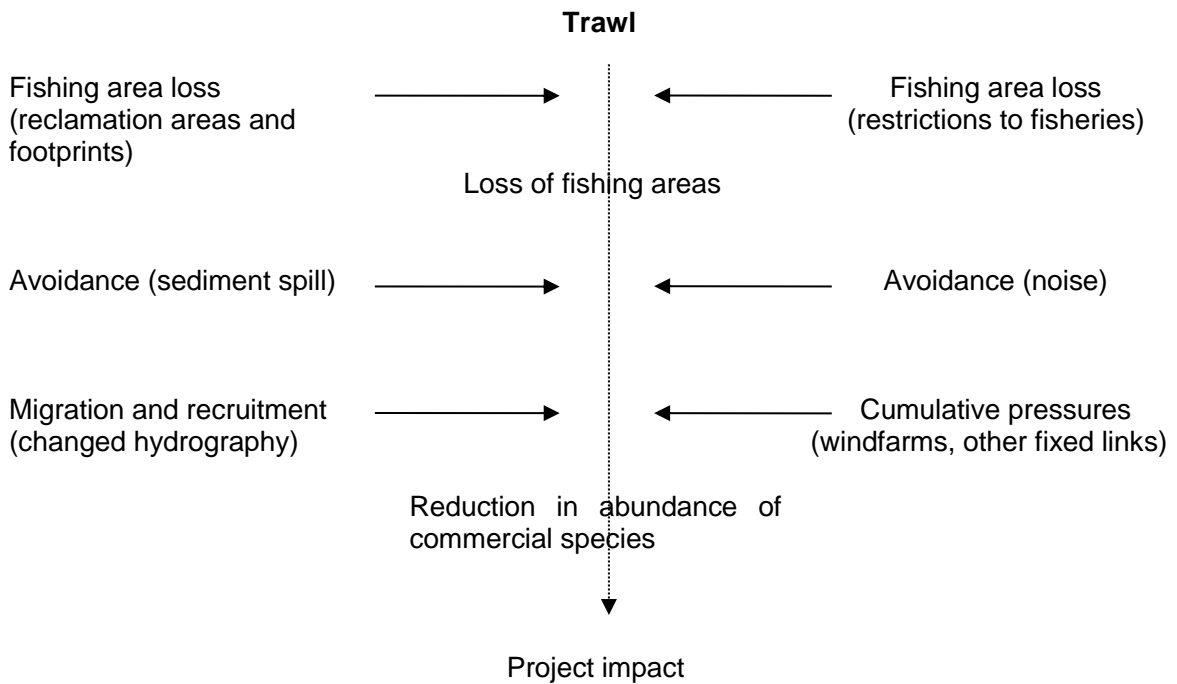 Trawl
Fishing area loss
(reclamation areas and
footprints)
Fishing area loss
(restrictions to fisheries)
Loss of fishing areas
Avoidance (sediment spill)
Avoidance (noise)
Migration and recruitment
(changed hydrography)
Cumulative pressures
(windfarms, other fixed links)
Reduction in abundance of
commercial species
Project impact